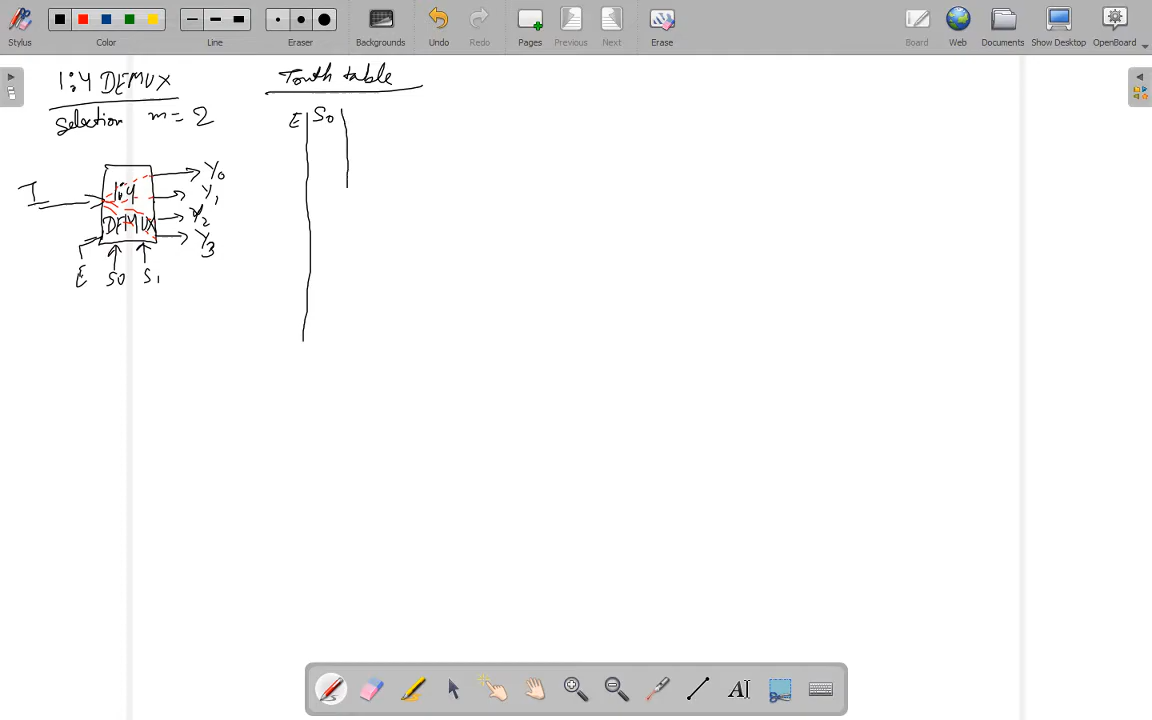 Stylus Color Line Eraser Backgrounds Undo Redo Pages Previous Next Erase Board Web Documents Show Desktop OpenBoard
1:4 DEMUX
Selection m = 2
I
1:4
DEMUX
Y0
Y1
Y2
Y3
E S0 S1
Truth table
E S0